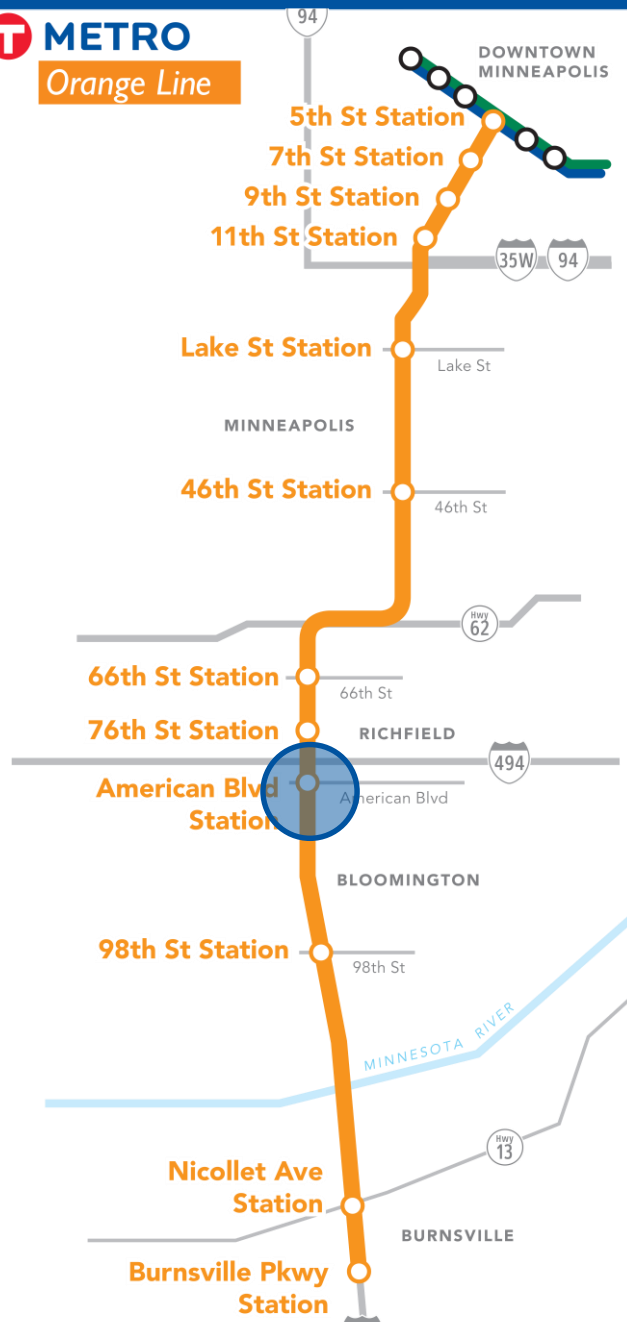 94
T METRO
Orange Line
DOWNTOWN
MINNEAPOLIS
5th St Station
7th St Station
9th St Station
11th St Station
35W
94
Lake St Station
Lake St
MINNEAPOLIS
46th St Station
46th St
Hwy
62
66th St Station
66th St
76th St Station
RICHFIELD
494
American Blvd
Station
American Blvd
BLOOMINGTON
98th St Station
98th St
MINNESOTA RIVER
Hwy
13
Nicollet Ave
Station
BURNSVILLE
Burnsville Pkwy
Station